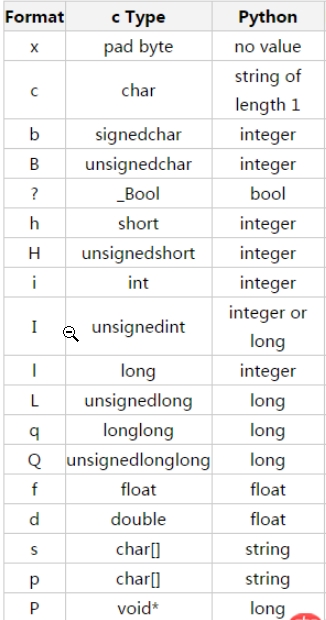 Format c Type Python
x pad byte no value
c char string of
length 1
b signedchar integer
B unsignedchar integer
? _Bool bool
h short integer
H unsignedshort integer
i int integer
I unsignedint integer or
long
l long integer
L unsignedlong long
q longlong long
Q unsignedlonglong long
f float float
d double float
s char[] string
p char[] string
P void* long